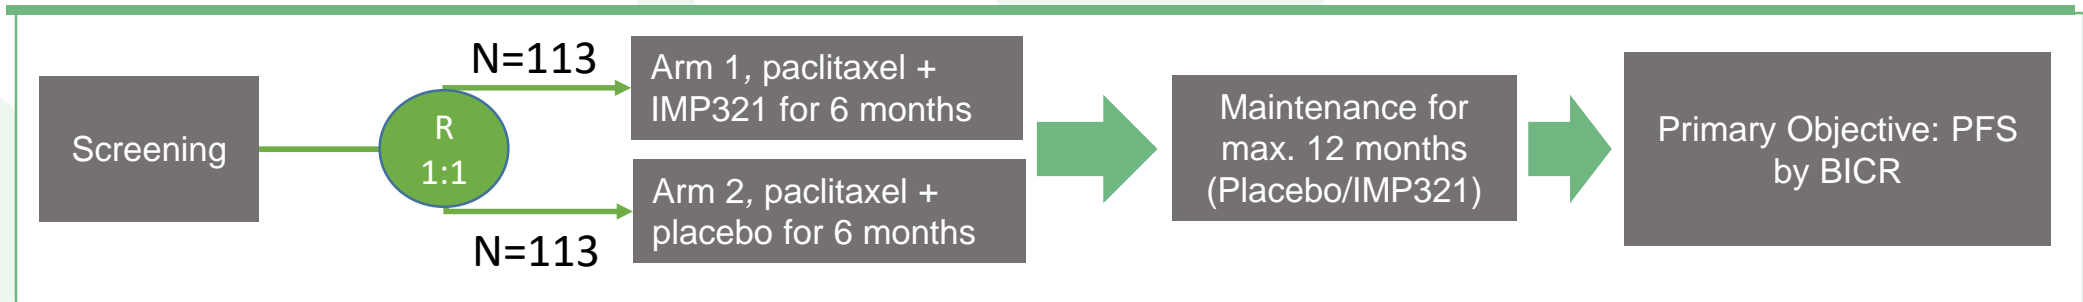 Screening
R
1:1
N=113
Arm 1, paclitaxel +
IMP321 for 6 months
Arm 2, paclitaxel +
placebo for 6 months
N=113
Maintenance for
max. 12 months
(Placebo/IMP321)
Primary Objective: PFS
by BICR